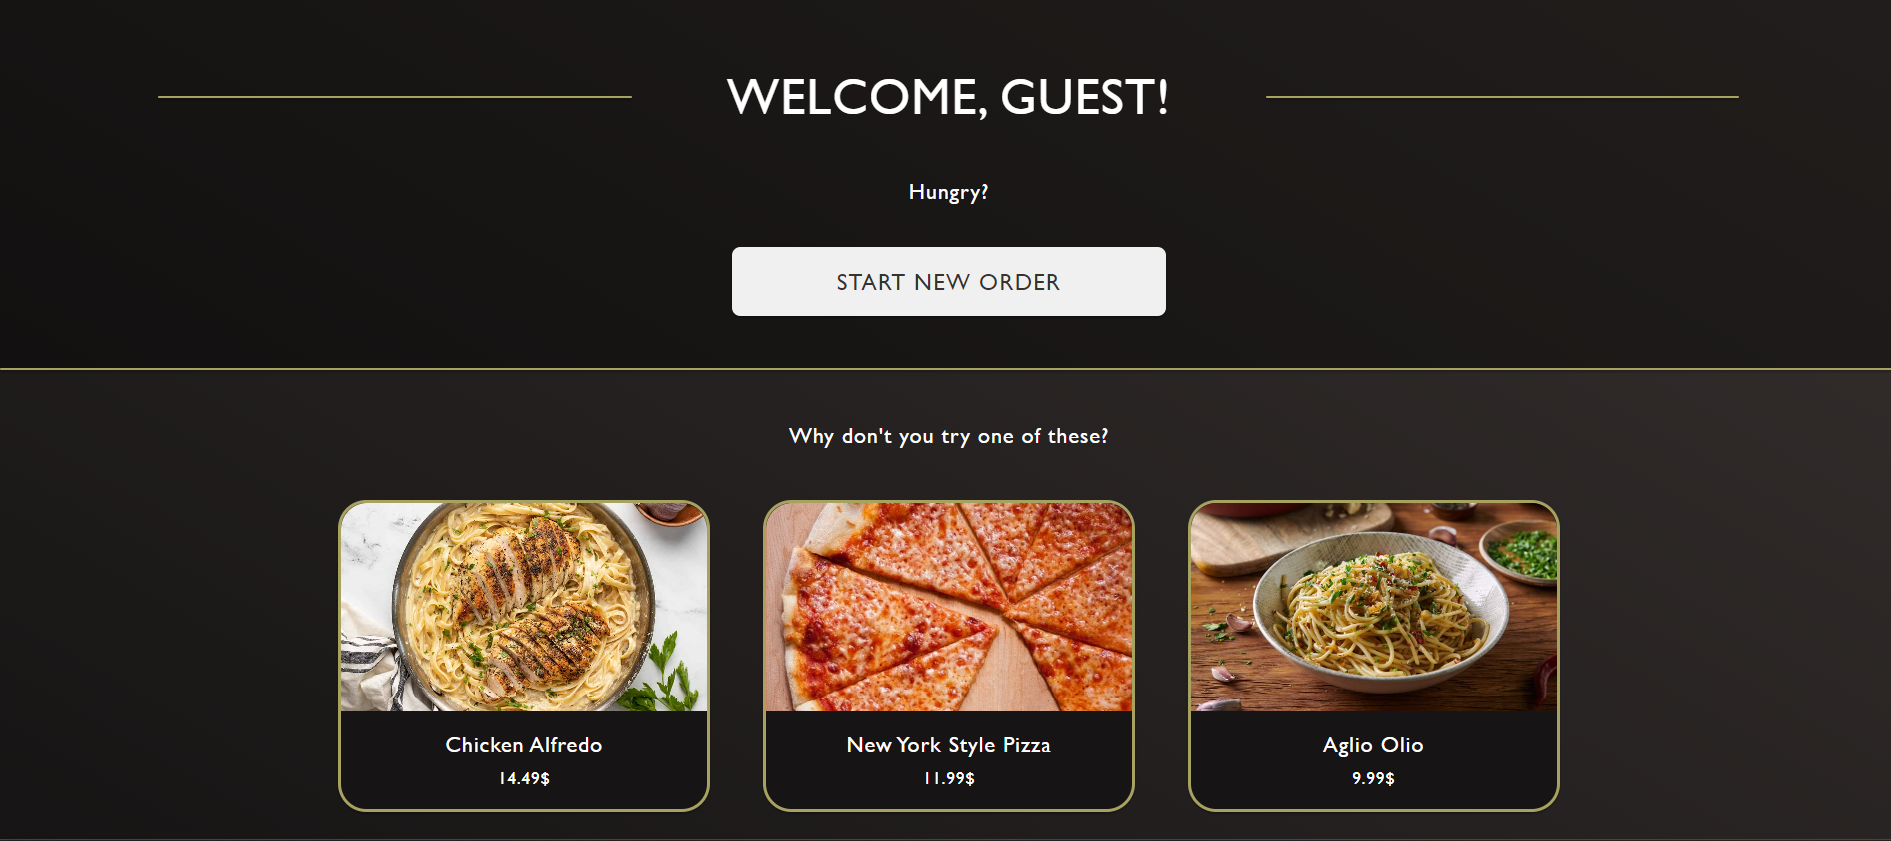 WELCOME, GUEST!
Hungry?
START NEW ORDER
Why don't you try one of these?
Chicken Alfredo
14.49$
New York Style Pizza
11.99$
Aglio Olio
9.99$